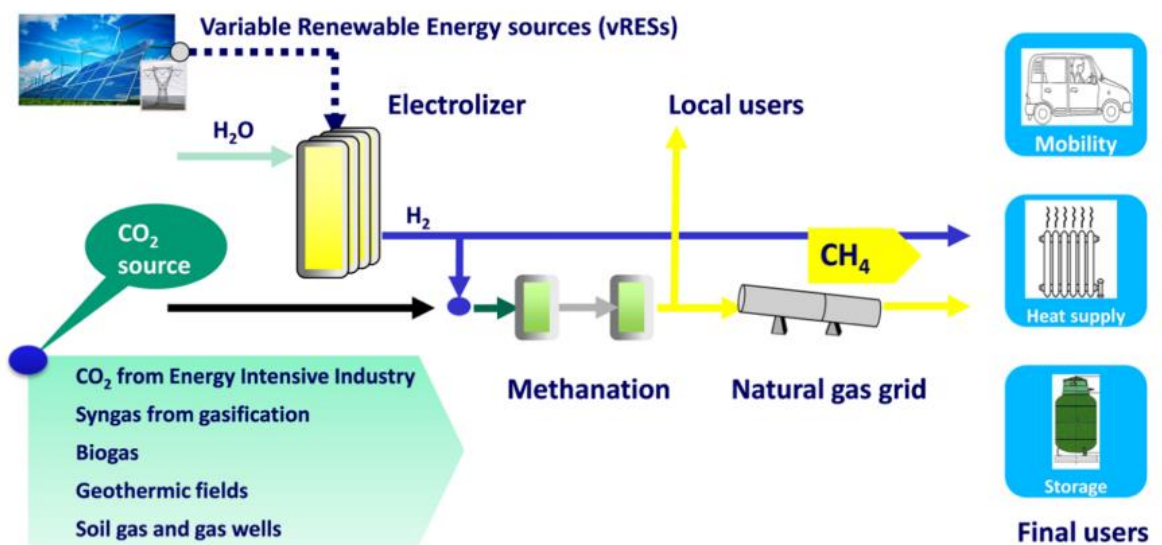 Variable Renewable Energy sources (vRESs)
Electrolizer
Local users
H₂O
Mobility
H₂
CO₂
source
CH₄
Heat supply
CO₂ from Energy Intensive Industry
Syngas from gasification
Biogas
Geothermic fields
Soil gas and gas wells
Methanation
Natural gas grid
Storage
Final users